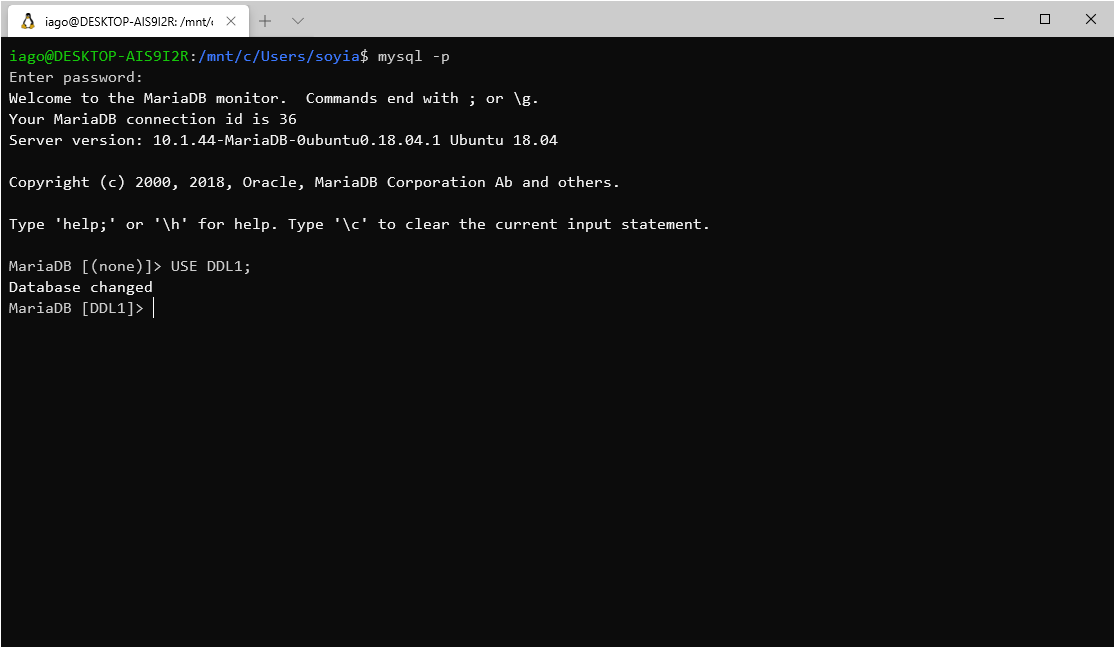 iago@DESKTOP-AIS9I2R: /mnt/c
iago@DESKTOP-AIS9I2R:/mnt/c/Users/soyia$ mysql -p
Enter password:
Welcome to the MariaDB monitor.  Commands end with ; or \g.
Your MariaDB connection id is 36
Server version: 10.1.44-MariaDB-0ubuntu0.18.04.1 Ubuntu 18.04
Copyright (c) 2000, 2018, Oracle, MariaDB Corporation Ab and others.
Type 'help;' or '\h' for help. Type '\c' to clear the current input statement.
MariaDB [(none)]> USE DDL1;
Database changed
MariaDB [DDL1]>